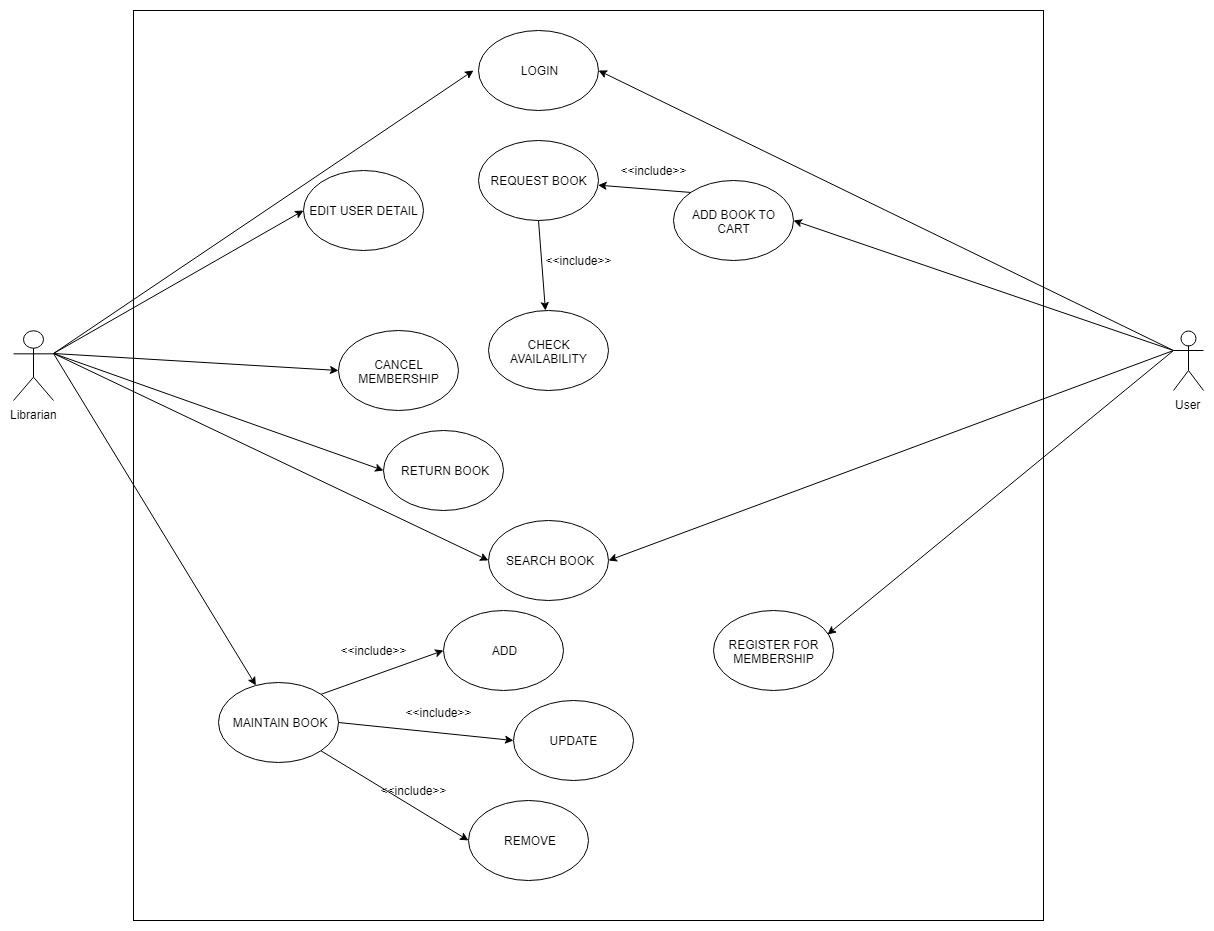 LOGIN
REQUEST BOOK
<<include>>
ADD BOOK TO
CART
EDIT USER DETAIL
<<include>>
CHECK
AVAILABILITY
CANCEL
MEMBERSHIP
Librarian
User
RETURN BOOK
SEARCH BOOK
ADD
<<include>>
REGISTER FOR
MEMBERSHIP
MAINTAIN BOOK
<<include>>
UPDATE
<<include>>
REMOVE